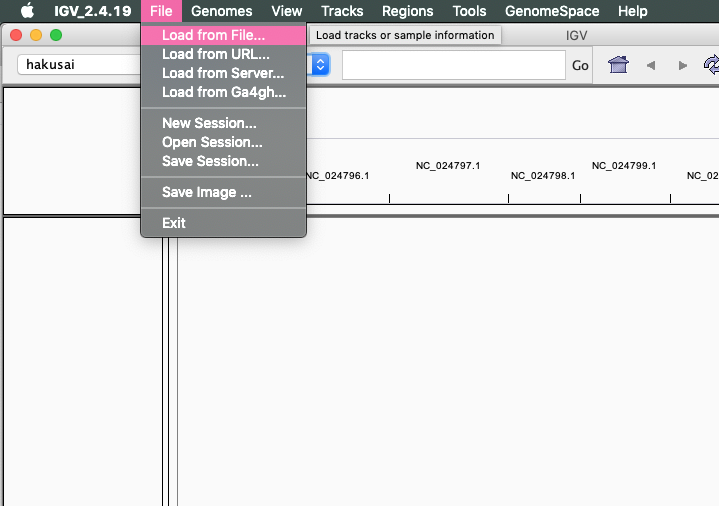 IGV_2.4.19 File Genomes View Tracks Regions Tools GenomeSpace Help
Load from File...
Load tracks or sample information
IGV
Load from URL...
hakusai
Go
Load from Server...
Load from Ga4gh...
New Session...
Open Session...
Save Session...
Save Image ...
Exit
NC_024796.1
NC_024797.1
NC_024798.1
NC_024799.1
NC_02